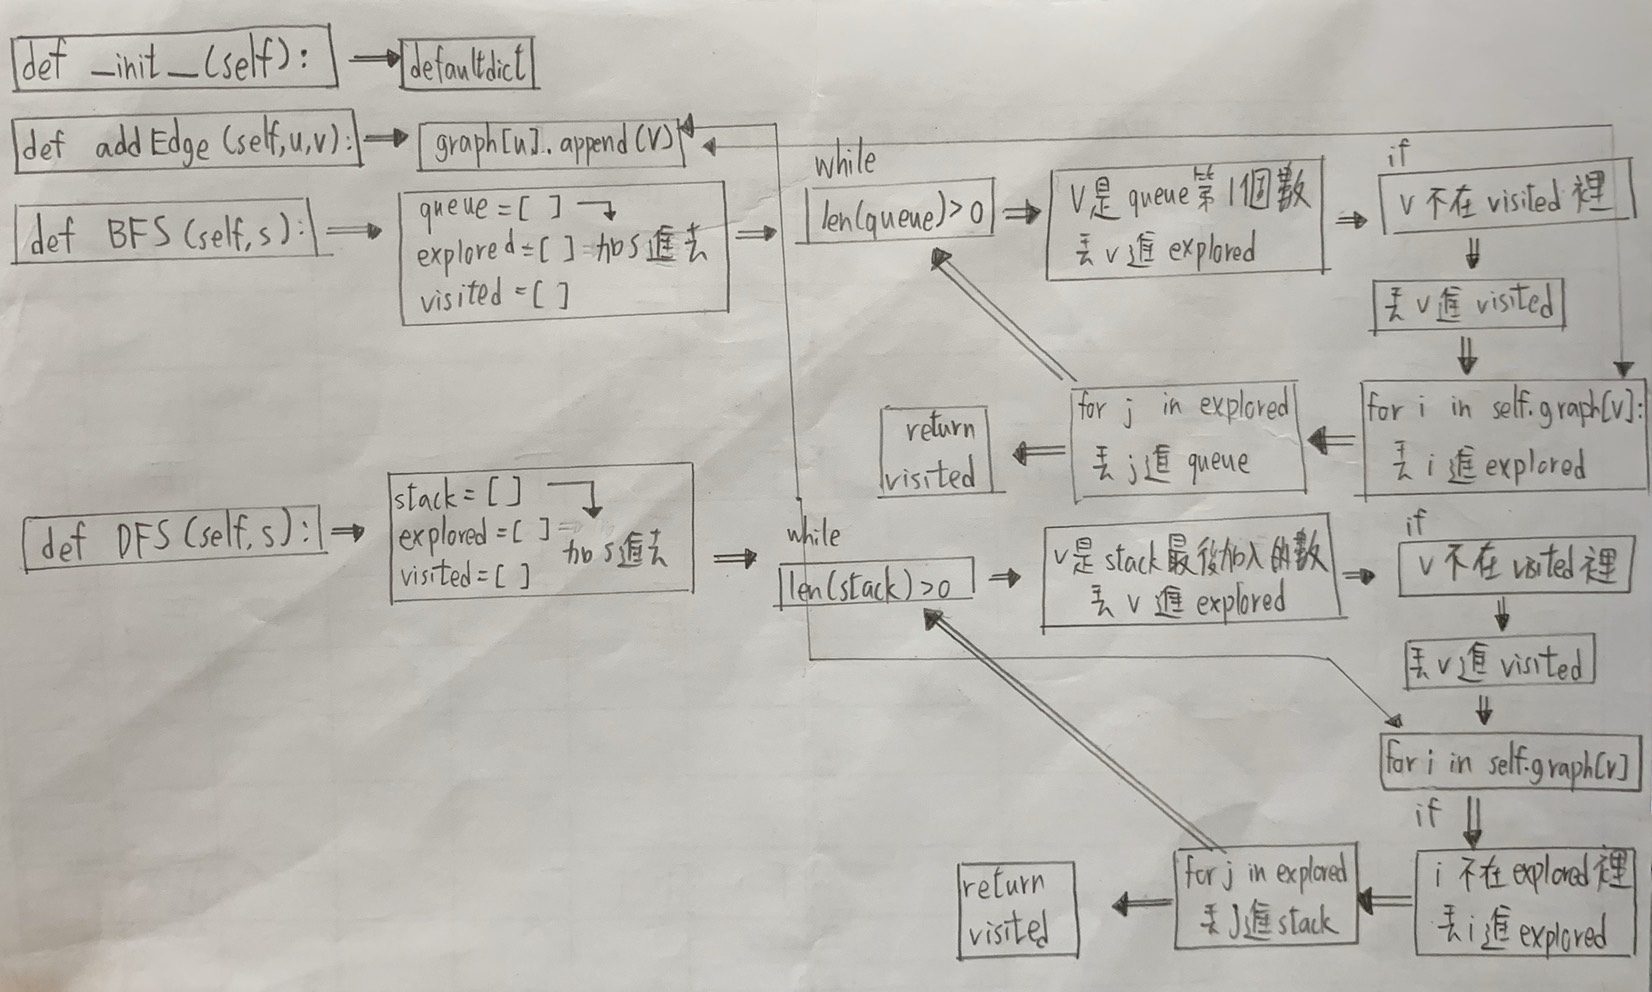 def _init_(self):
defaultdict
def addEdge(self,u,v):
graph[u].append(V)
def BFS(self,s):
queue=[ ]
explored=[ ] 加s進去
visited=[ ]
while
len(queue)>0
V是queue第1個數
丟v進explored
if
v不在visited裡
丟v進visited
for i in self.graph[v]:
丟i進explored
for j in explored
丟j進queue
return
visited
def DFS(self,s):
stack=[ ]
explored=[ ]
加s進去
visited=[ ]
while
len(stack)>0
v是stack最後加入的數
丟v進explored
if
v不在visited裡
丟v進visited
for i in self.graph[v]
if
i不在explored裡
丟i進explored
for j in explored
丟j進stack
return
visited